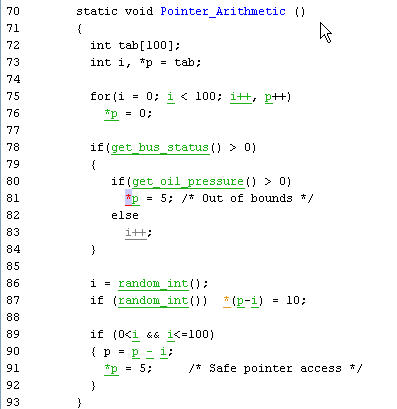 70 static void Pointer_Arithmetic ()
71 {
72 int tab[100];
73 int i, *p = tab;
74
75 for(i = 0; i < 100; i++, p++)
76 *p = 0;
77
78 if(get_bus_status() > 0)
79 {
80 if(get_oil_pressure() > 0)
81 *p = 5; /* Out of bounds */
82 else
83 i++;
84 }
85
86 i = random_int();
87 if (random_int()) *(p-i) = 10;
88
89 if (0<i && i<=100)
90 { p = p - i;
91 *p = 5; /* Safe pointer access */
92 }
93 }